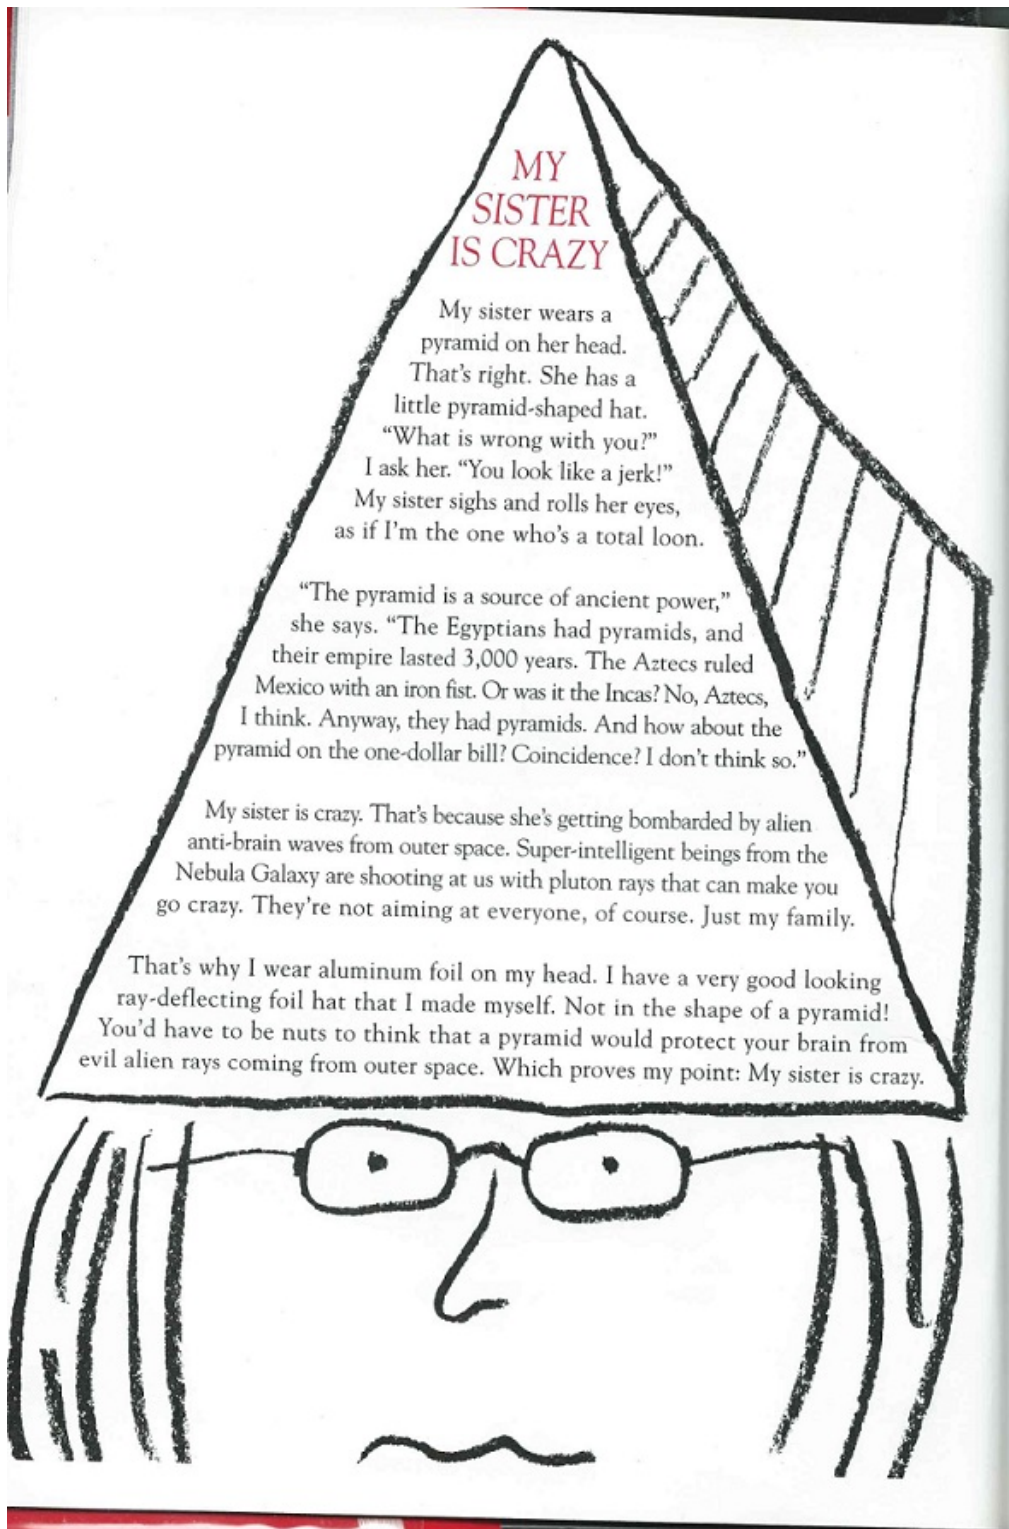 MY
SISTER
IS CRAZY
My sister wears a
pyramid on her head.
That's right. She has a
little pyramid-shaped hat.
“What is wrong with you?”
I ask her. “You look like a jerk!”
My sister sighs and rolls her eyes,
as if I'm the one who's a total loon.
“The pyramid is a source of ancient power,”
she says. “The Egyptians had pyramids, and
their empire lasted 3,000 years. The Aztecs ruled
Mexico with an iron fist. Or was it the Incas? No, Aztecs,
I think. Anyway, they had pyramids. And how about the
pyramid on the one-dollar bill? Coincidence? I don't think so.”
My sister is crazy. That's because she's getting bombarded by alien
anti-brain waves from outer space. Super-intelligent beings from the
Nebula Galaxy are shooting at us with pluton rays that can make you
go crazy. They're not aiming at everyone, of course. Just my family.
That's why I wear aluminum foil on my head. I have a very good looking
ray-deflecting foil hat that I made myself. Not in the shape of a pyramid!
You'd have to be nuts to think that a pyramid would protect your brain from
evil alien rays coming from outer space. Which proves my point: My sister is crazy.